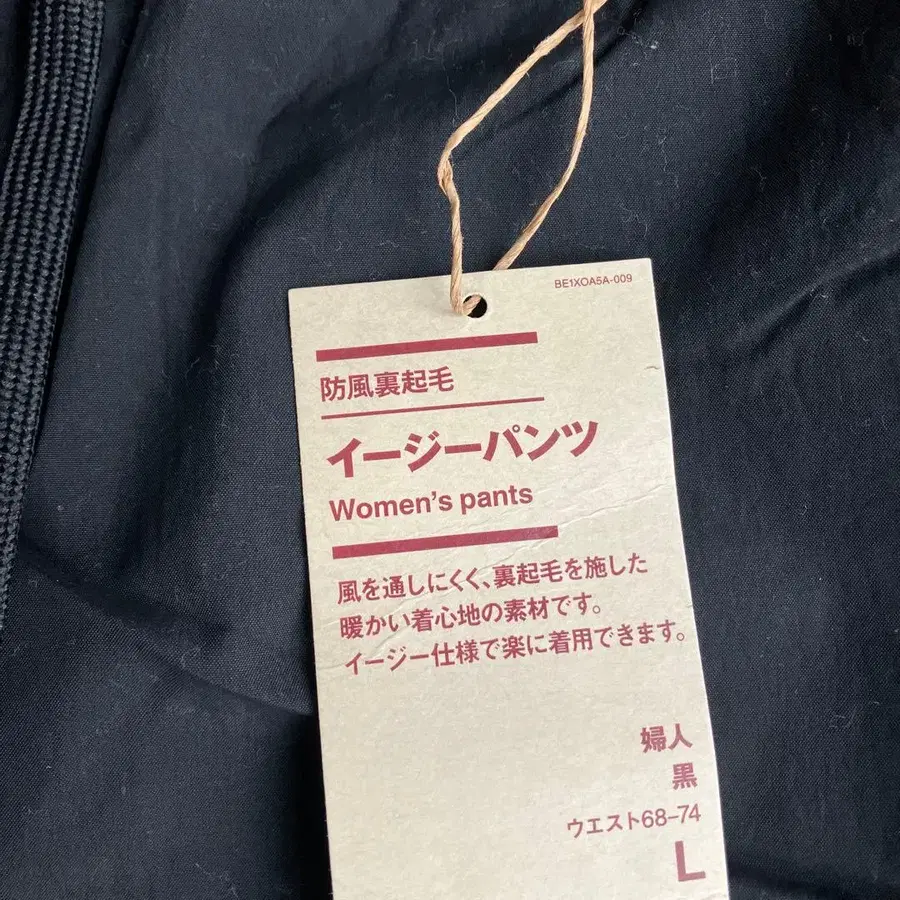 BE1XOA5A-009
防風裏起毛
イージーパンツ
Women's pants
風を通しにくく、裏起毛を施した
暖かい着心地の素材です。
イージー仕様で楽に着用できます。
婦人
黒
ウエスト68-74
L